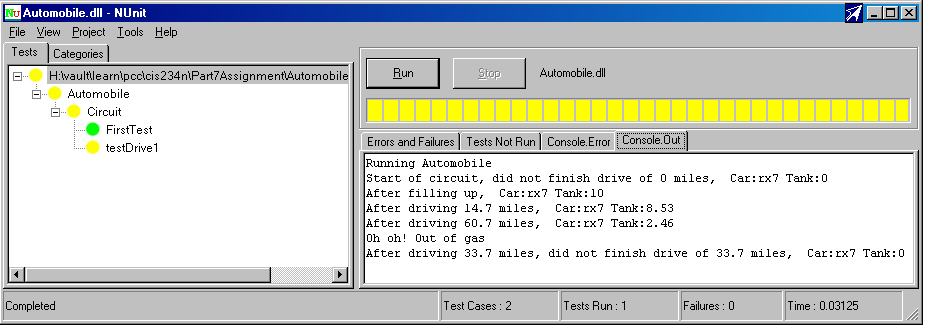 Nu Automobile.dll - NUnit
File View Project Tools Help
Tests Categories
H:\vault\learn\pcc\cis234n\Part7Assignment\Automobile
Automobile
Circuit
FirstTest
testDrive1
Run Stop Automobile.dll
Errors and Failures Tests Not Run Console.Error Console.Out
Running Automobile
Start of circuit, did not finish drive of 0 miles,  Car:rx7 Tank:0
After filling up,  Car:rx7 Tank:10
After driving 14.7 miles,  Car:rx7 Tank:8.53
After driving 60.7 miles,  Car:rx7 Tank:2.46
Oh oh! Out of gas
After driving 33.7 miles, did not finish drive of 33.7 miles,  Car:rx7 Tank:0
Completed Test Cases : 2 Tests Run : 1 Failures : 0 Time : 0.03125